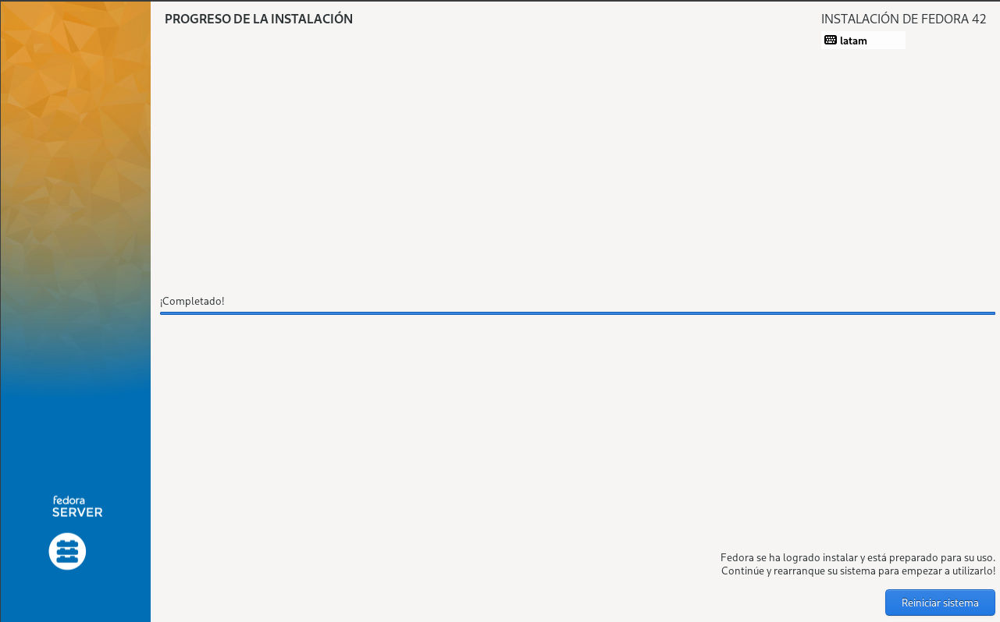 PROGRESO DE LA INSTALACIÓN
INSTALACIÓN DE FEDORA 42
latam
¡Completado!
fedora
SERVER
Fedora se ha logrado instalar y está preparado para su uso.
Continúe y rearranque su sistema para empezar a utilizarlo!
Reiniciar sistema